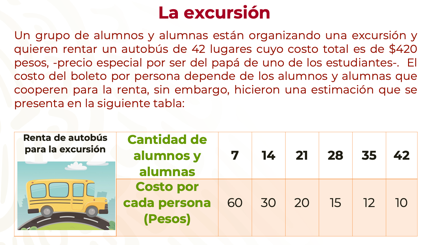 La excursión
Un grupo de alumnos y alumnas están organizando una excursión y
quieren rentar un autobús de 42 lugares cuyo costo total es de $420
pesos, -precio especial por ser del papá de uno de los estudiantes-. El
costo del boleto por persona depende de los alumnos y alumnas que
cooperen para la renta, sin embargo, hicieron una estimación que se
presenta en la siguiente tabla:
Renta de autobús
para la excursión
Cantidad de
alumnos y
alumnas
7 14 21 28 35 42
Costo por
cada persona
(Pesos)
60 30 20 15 12 10